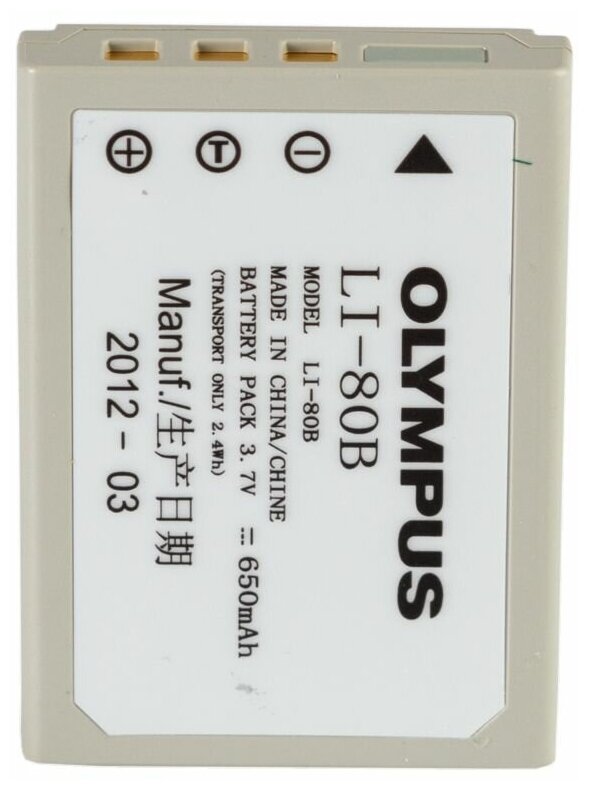 OLYMPUS
LI-80B
MODEL LI-80B
MADE IN CHINA/CHINE
BATTERY PACK 3.7V ⎓ 650mAh
(TRANSPORT ONLY 2.4Wh)
Manuf./生产日期
2012-03
+ T −